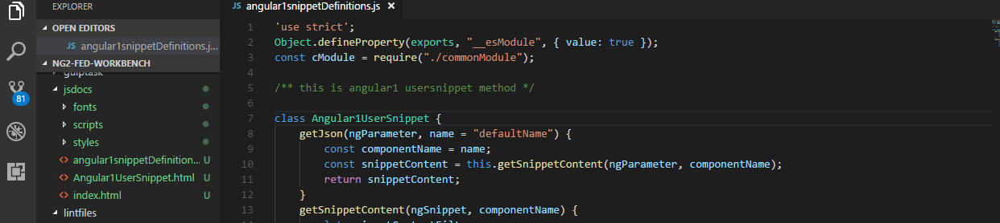 EXPLORER
OPEN EDITORS
JS angular1snippetDefinitions.j...
NG2-FED-WORKBENCH
gulptask
jsdocs
fonts
scripts
styles
<> angular1snippetDefinition... U
<> Angular1UserSnippet.html U
<> index.html U
lintfiles
81
JS angular1snippetDefinitions.js ×
1 'use strict';
2 Object.defineProperty(exports, "__esModule", { value: true });
3 const cModule = require("./commonModule");
4
5 /** this is angular1 usersnippet method */
6
7 class Angular1UserSnippet {
8 getJson(ngParameter, name = "defaultName") {
9 const componentName = name;
10 const snippetContent = this.getSnippetContent(ngParameter, componentName);
11 return snippetContent;
12 }
13 getSnippetContent(ngSnippet, componentName) {